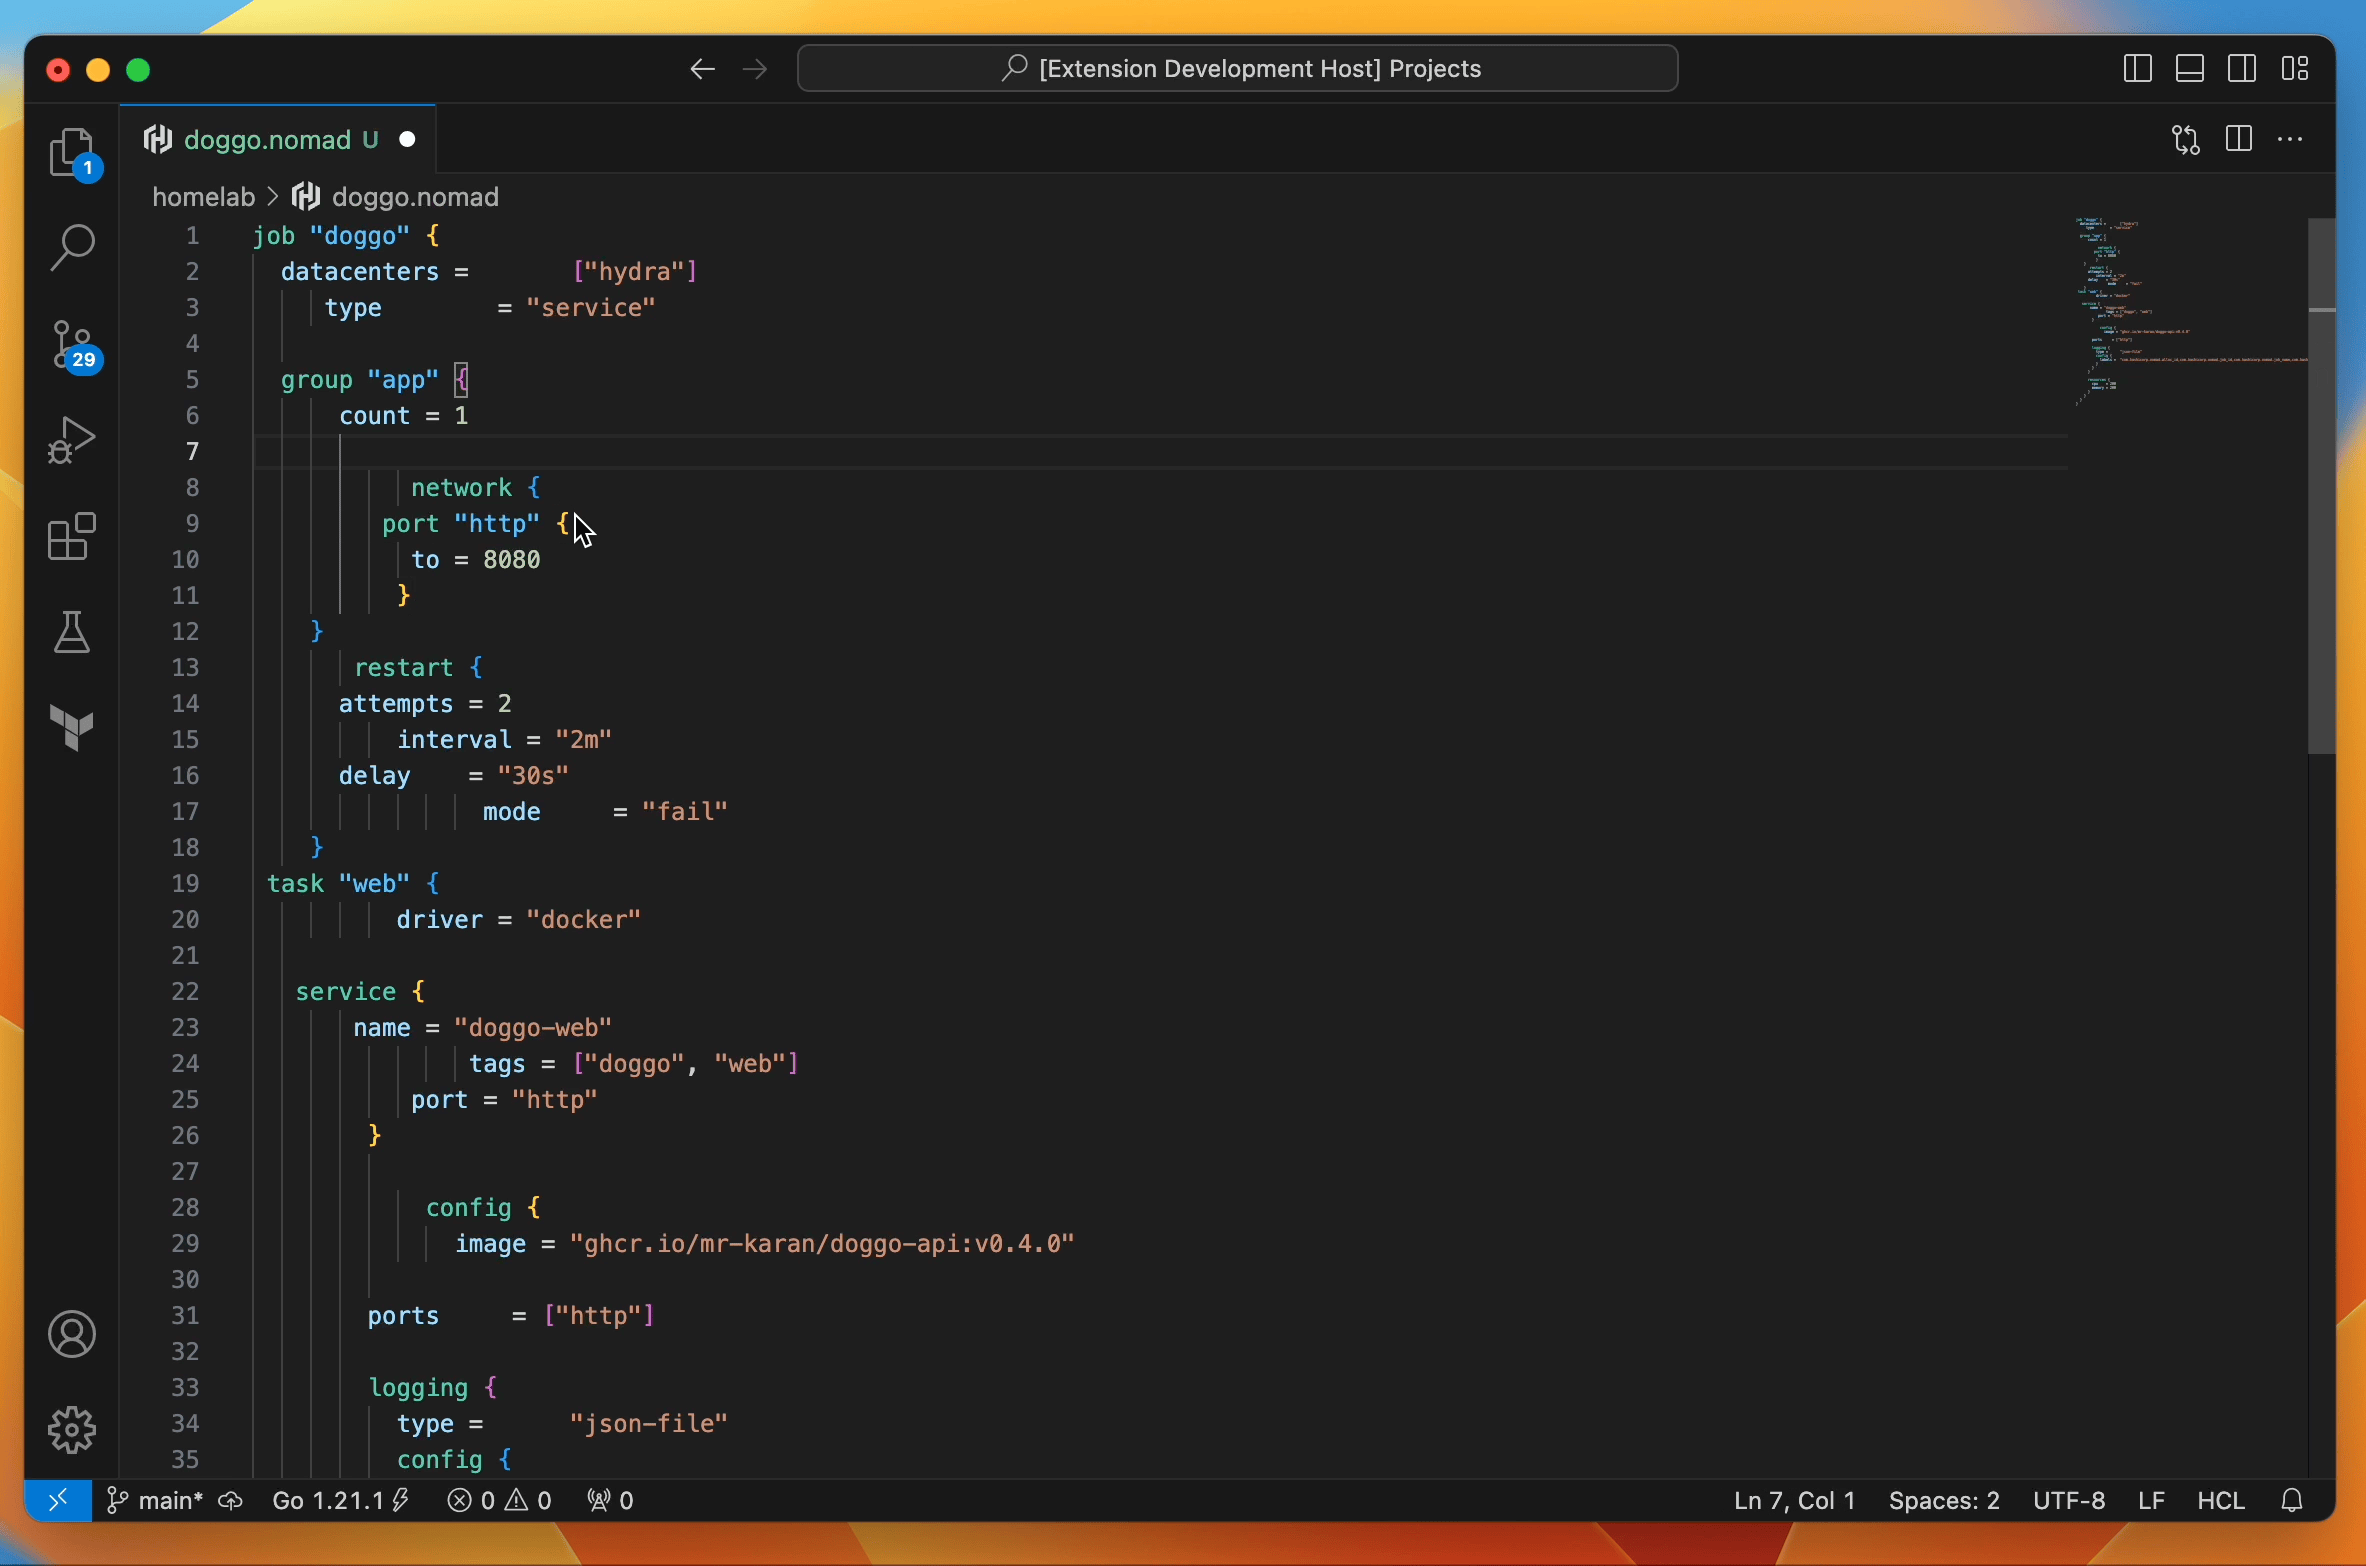 [Extension Development Host] Projects
doggo.nomad U
1
homelab > doggo.nomad
1 job "doggo" {
2   datacenters =       ["hydra"]
3      type        = "service"
4
5   group "app" {
6       count = 1
7
8            network {
9          port "http" {
10            to = 8080
11           }
12     }
13        restart {
14       attempts = 2
15           interval = "2m"
16       delay    = "30s"
17                 mode     = "fail"
18     }
19  task "web" {
20           driver = "docker"
21
22    service {
23        name = "doggo-web"
24                tags = ["doggo", "web"]
25            port = "http"
26         }
27
28             config {
29               image = "ghcr.io/mr-karan/doggo-api:v0.4.0"
30
31         ports     = ["http"]
32
33         logging {
34           type =      "json-file"
35           config {
29
main* Go 1.21.1 0 0 0 Ln 7, Col 1 Spaces: 2 UTF-8 LF HCL